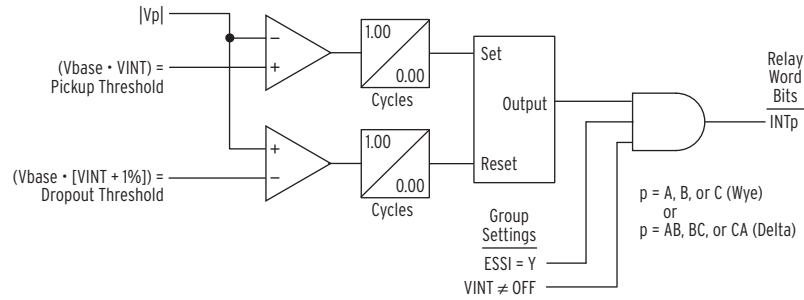 |Vp|
(Vbase • VINT) =
Pickup Threshold
−
+
1.00
0.00
Cycles
Set
Output
Reset
Relay
Word
Bits
INTp
(Vbase • [VINT + 1%]) =
Dropout Threshold
+
−
1.00
0.00
Cycles
p = A, B, or C (Wye)
or
p = AB, BC, or CA (Delta)
Group
Settings
ESSI = Y
VINT ≠ OFF